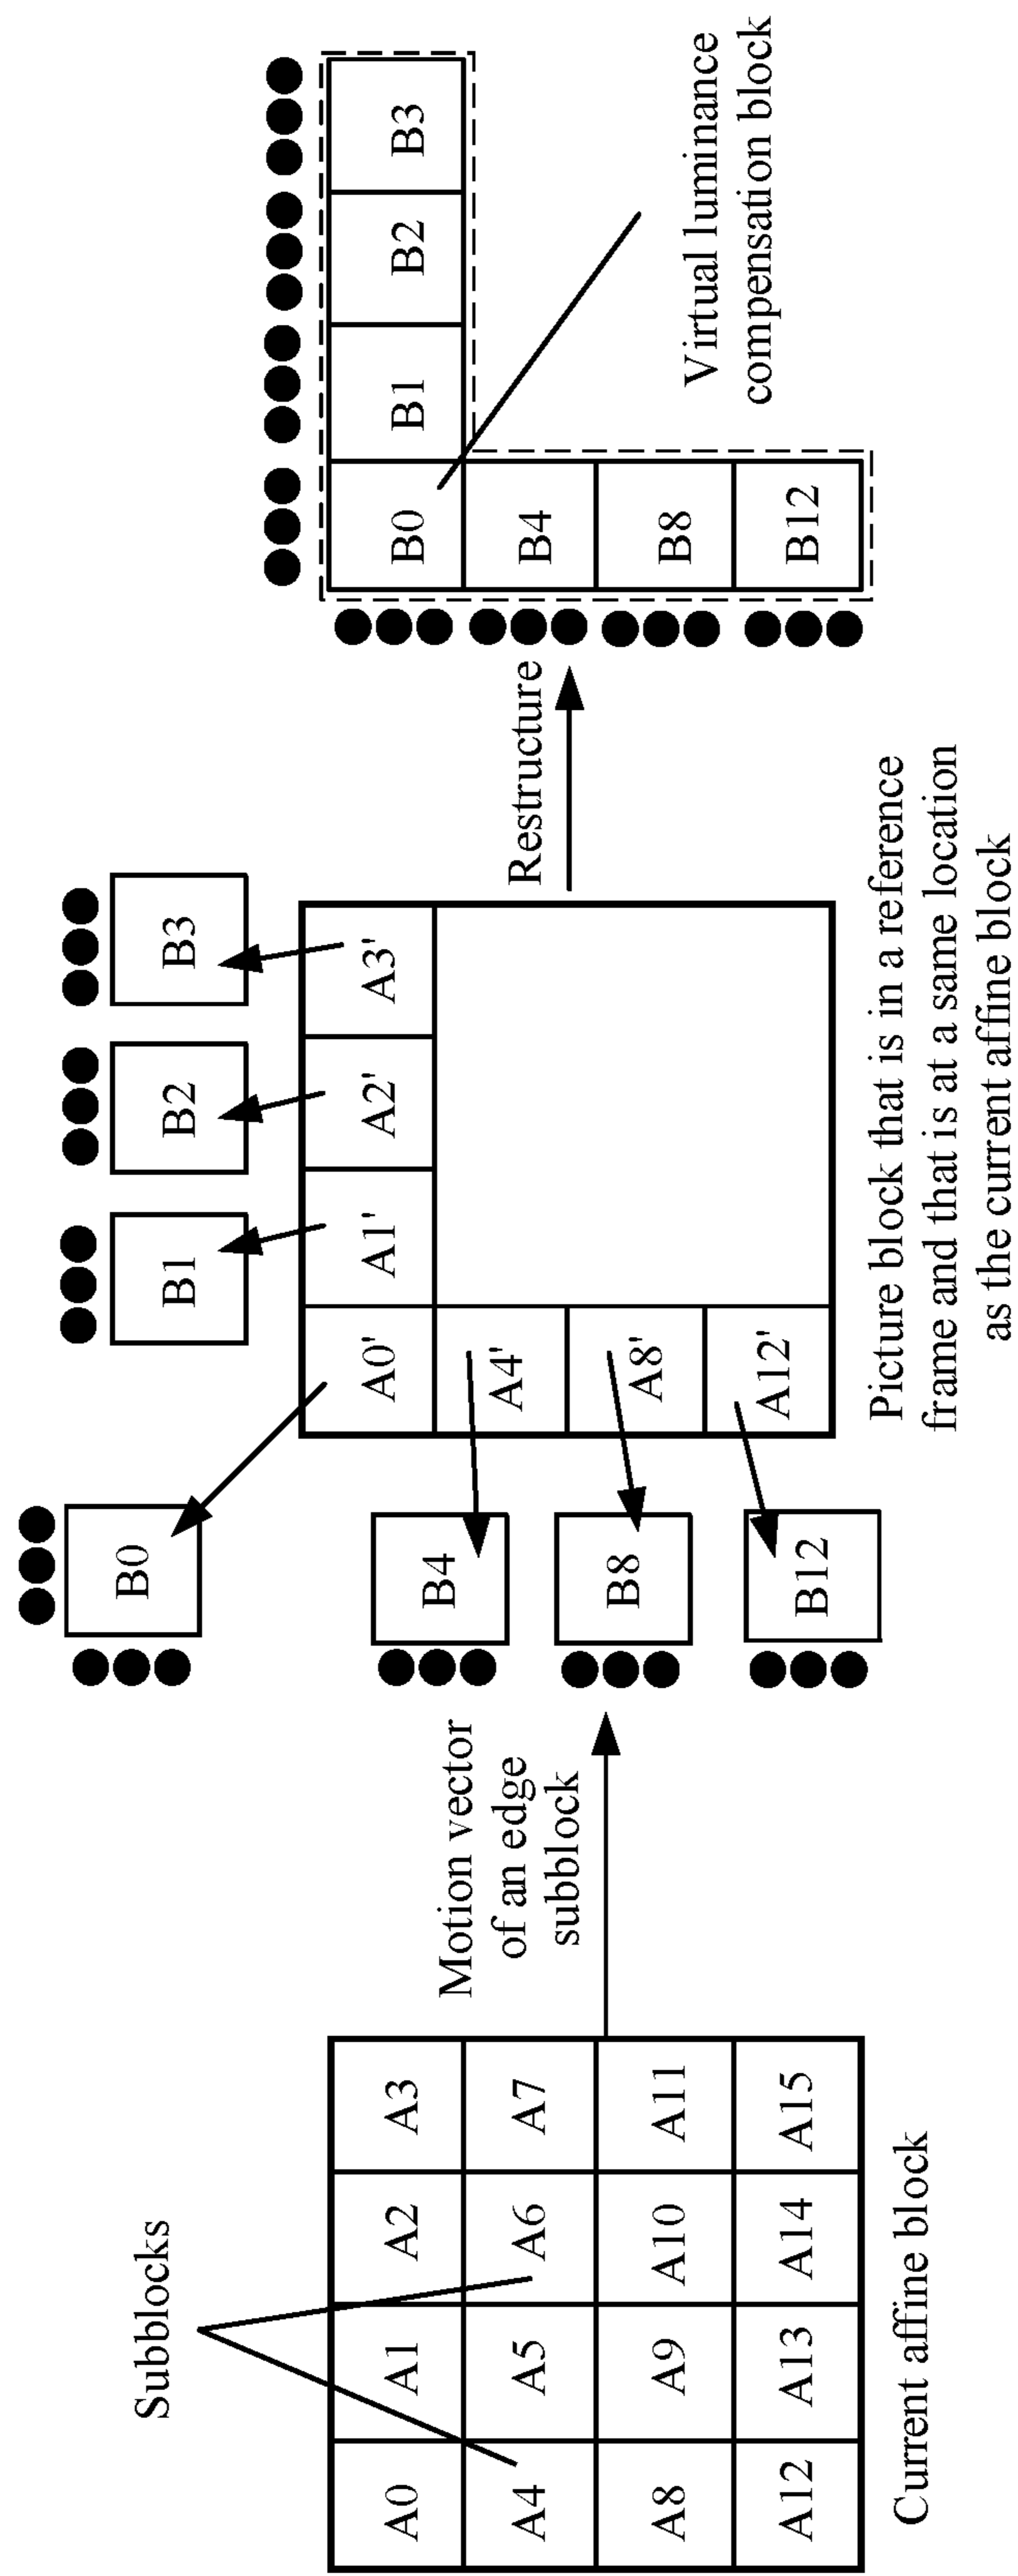 Subblocks
A0 A1 A2 A3
A4 A5 A6 A7
A8 A9 A10 A11
A12 A13 A14 A15
Current affine block
Motion vector
of an edge
subblock
B0 B1 B2 B3
B4
B8
B12
A0' A1' A2' A3'
A4'
A8'
A12'
Picture block that is in a reference
frame and that is at a same location
as the current affine block
Restructure
B0 B1 B2 B3
B4
B8
B12
Virtual luminance
compensation block